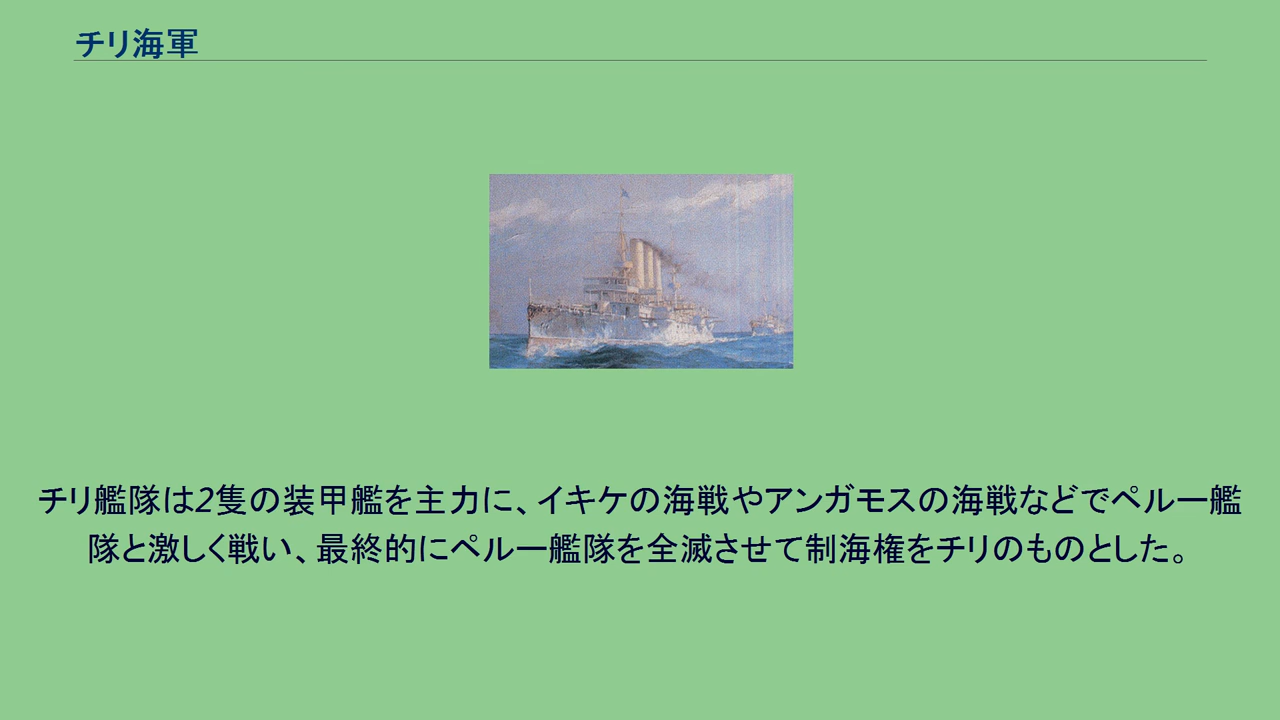 チリ海軍
チリ艦隊は2隻の装甲艦を主力に、イキケの海戦やアンガモスの海戦などでペルー艦
隊と激しく戦い、最終的にペルー艦隊を全滅させて制海権をチリのものとした。